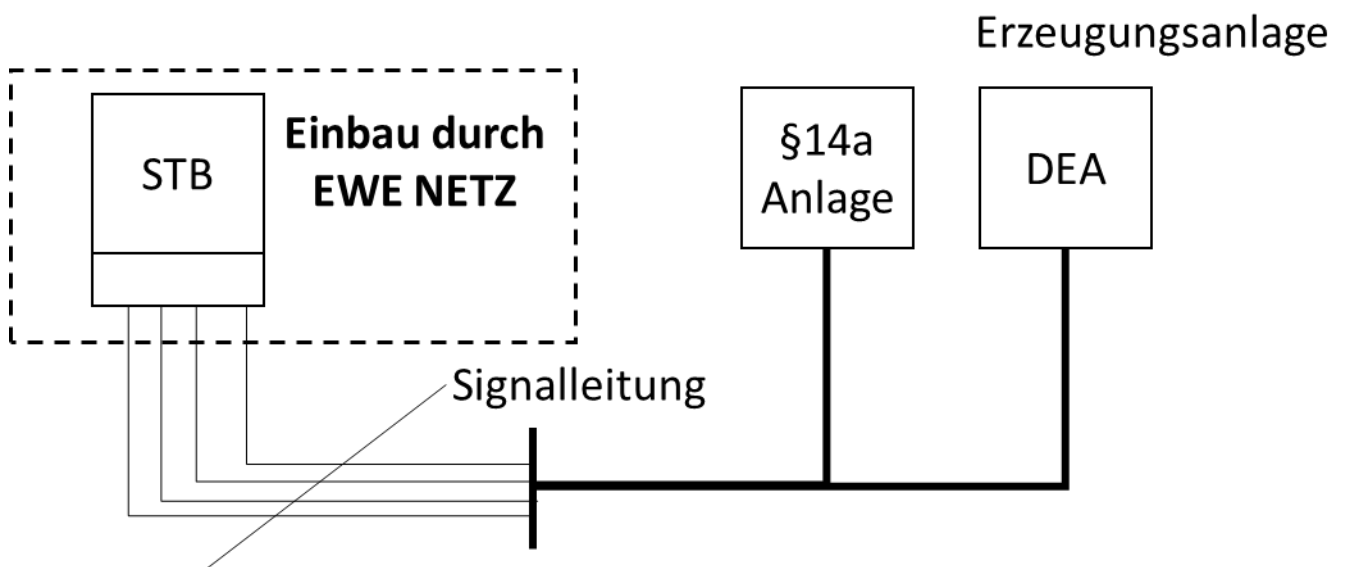 Erzeugungsanlage
STB
Einbau durch
EWE NETZ
§14a
Anlage
DEA
Signalleitung